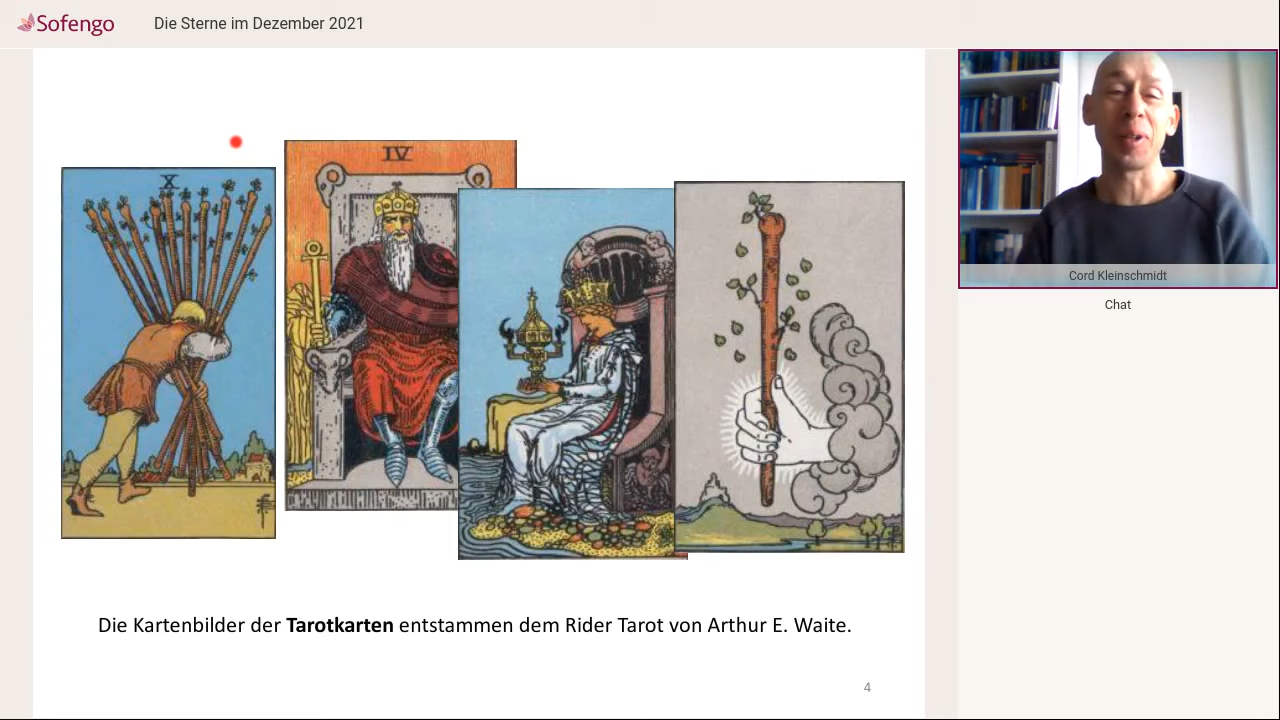 Sofengo
Die Sterne im Dezember 2021
X
IV
Die Kartenbilder der Tarotkarten entstammen dem Rider Tarot von Arthur E. Waite.
4
Cord Kleinschmidt
Chat